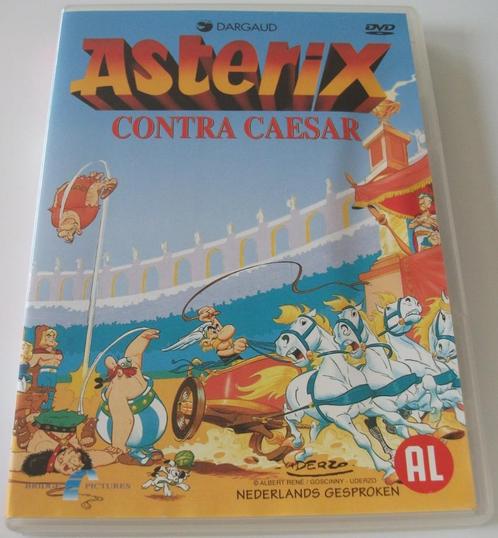 DARGAUD
DVD
Asterix
CONTRA CAESAR
UDERZO
© ALBERT RENÉ / GOSCINNY - UDERZO
AL
BRIDGE PICTURES
NEDERLANDS GESPROKEN